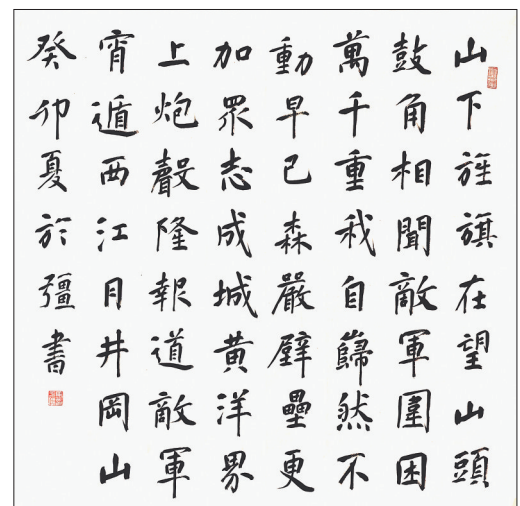 山下旌旗在望山頭
鼓角相聞敵軍圍困
萬千重我自巋然不
動早已森嚴壁壘更
加眾志成城黃洋界
上炮聲隆報道敵軍
宵遁西江月井岡山
癸卯夏於彊書